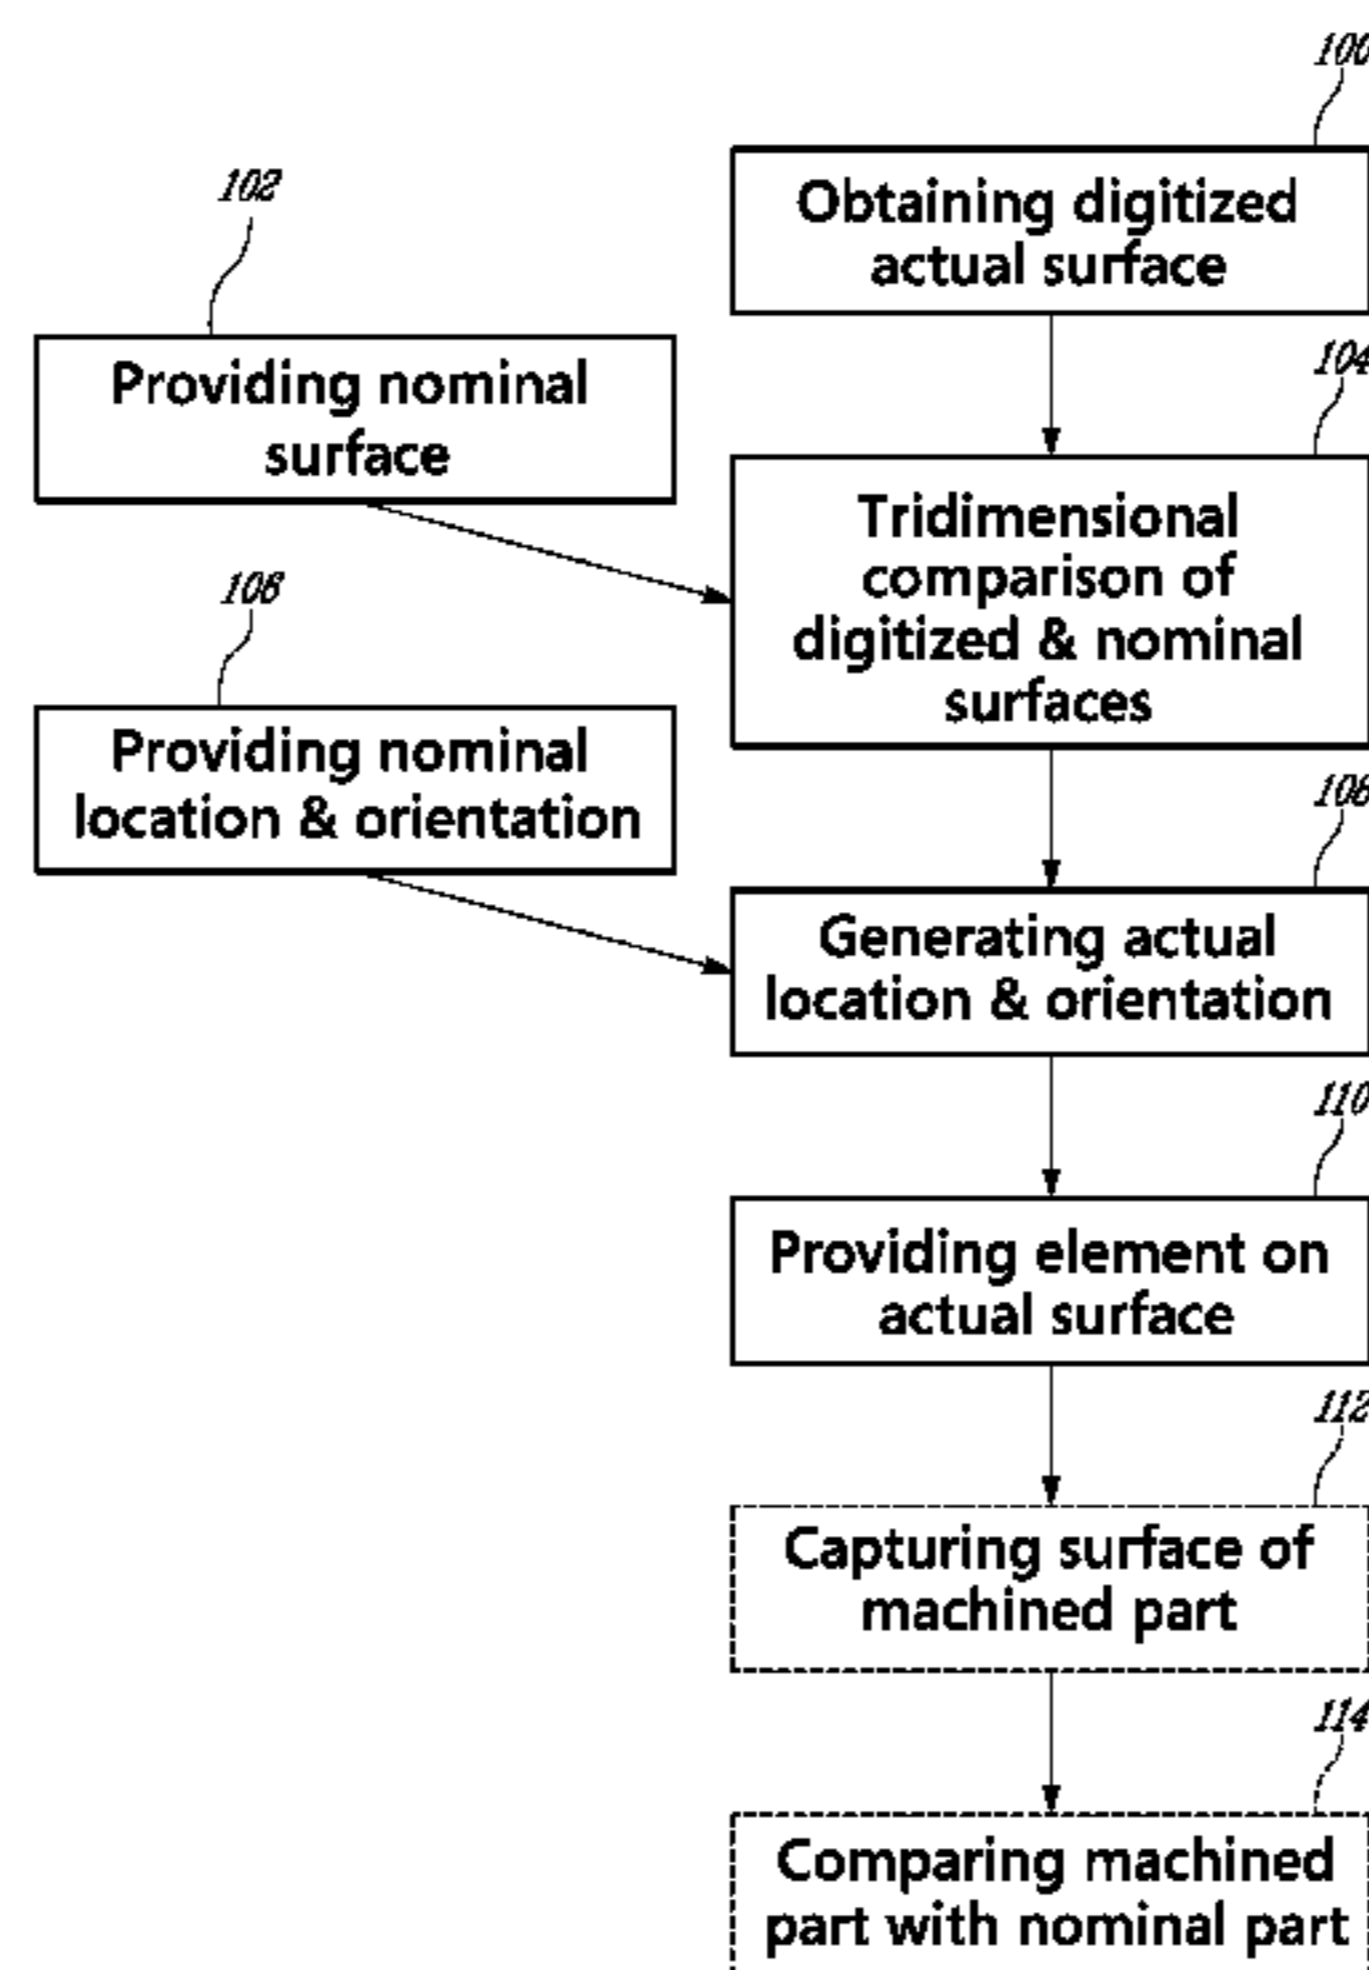 100
Obtaining digitized
actual surface
102
Providing nominal
surface
104
Tridimensional
comparison of
digitized & nominal
surfaces
106
Providing nominal
location & orientation
108
Generating actual
location & orientation
110
Providing element on
actual surface
112
Capturing surface of
machined part
114
Comparing machined
part with nominal part